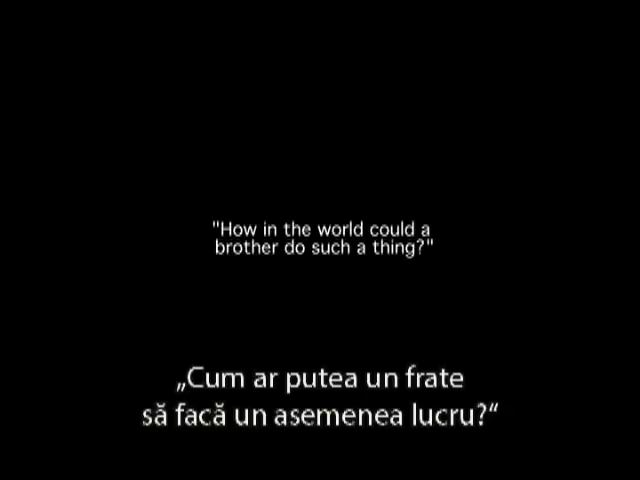 "How in the world could a
brother do such a thing?"
„Cum ar putea un frate
să facă un asemenea lucru?“